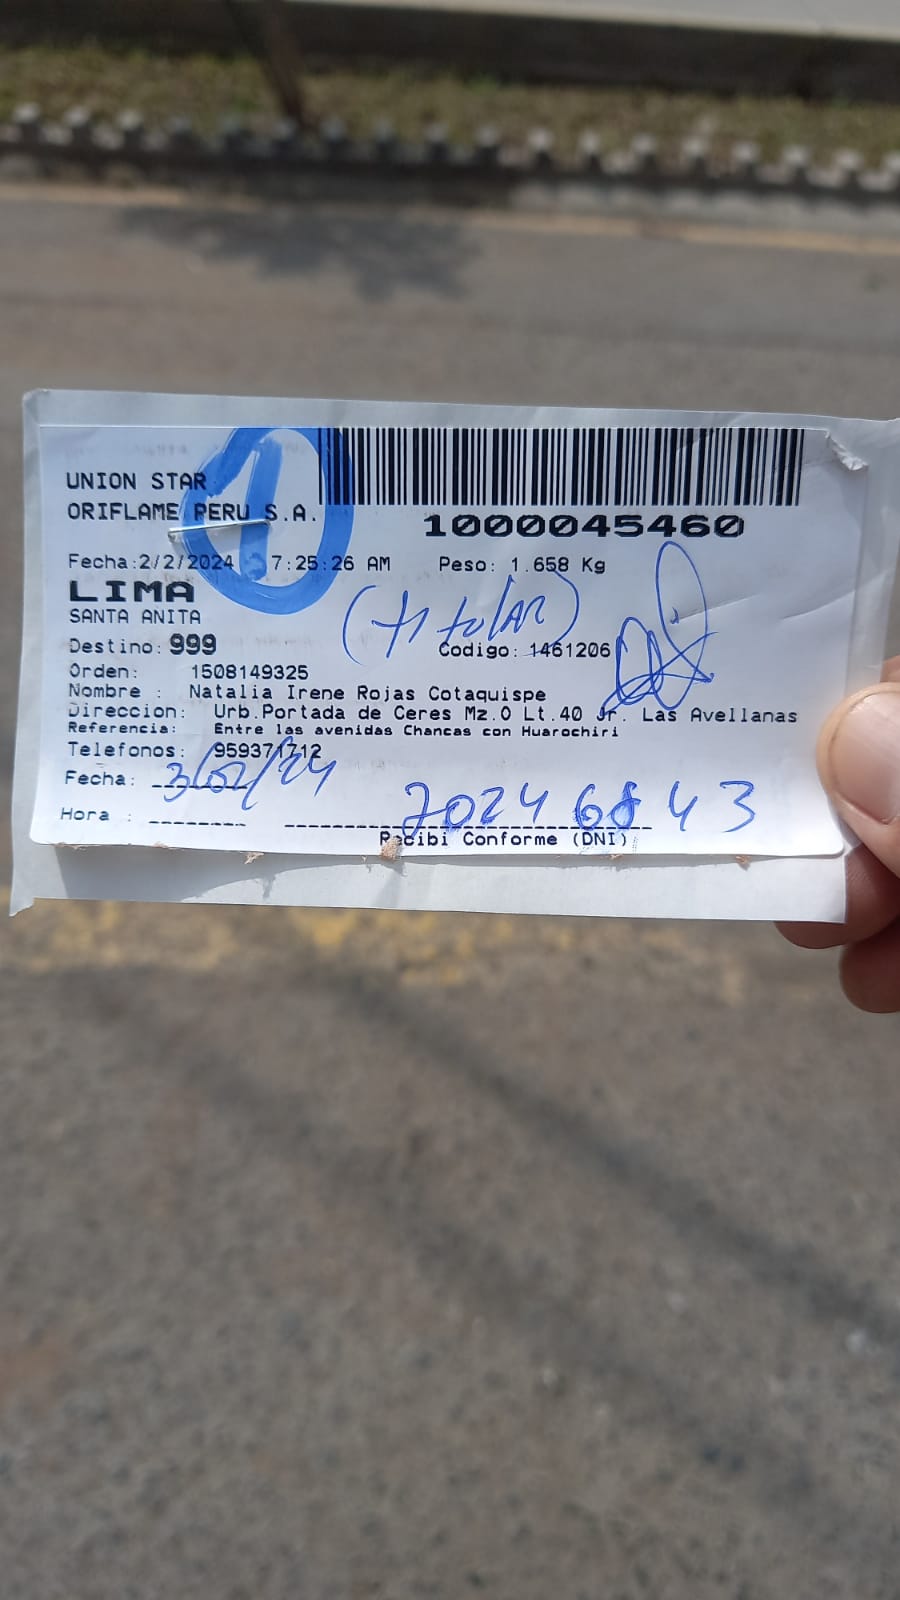 UNION STAR
ORIFLAME PERU S.A.
1
1000045460
Fecha:2/2/2024 7:25:26 AM Peso: 1.658 Kg
LIMA
SANTA ANITA
(titulAR)
Destino: 999 Codigo: 1461206
Orden: 1508149325
Nombre : Natalia Irene Rojas Cotaquispe
Direccion: Urb.Portada de Ceres Mz.O Lt.40 Jr. Las Avellanas
Referencia: Entre las avenidas Chancas con Huarochiri
Telefonos: 959371712
Fecha: 3/02/24
Hora :
Recibi Conforme (DNI)